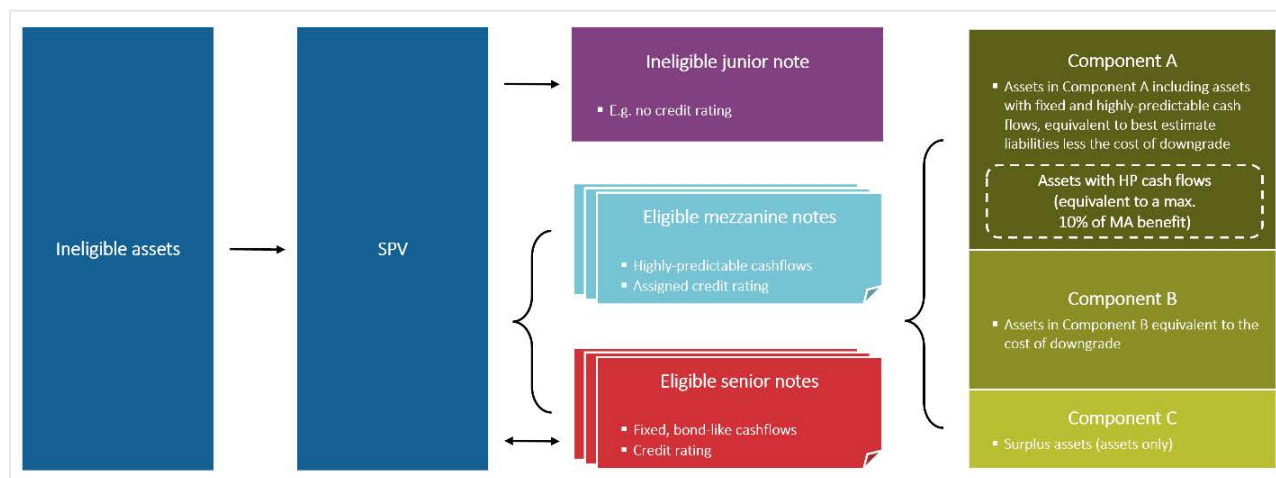 Ineligible assets
SPV
Ineligible junior note
▪ E.g. no credit rating
Eligible mezzanine notes
▪ Highly-predictable cashflows
▪ Assigned credit rating
Eligible senior notes
▪ Fixed, bond-like cashflows
▪ Credit rating
Component A
▪ Assets in Component A including assets
with fixed and highly-predictable cash
flows, equivalent to best estimate
liabilities less the cost of downgrade
Assets with HP cash flows
(equivalent to a max.
10% of MA benefit)
Component B
▪ Assets in Component B equivalent to the
cost of downgrade
Component C
▪ Surplus assets (assets only)